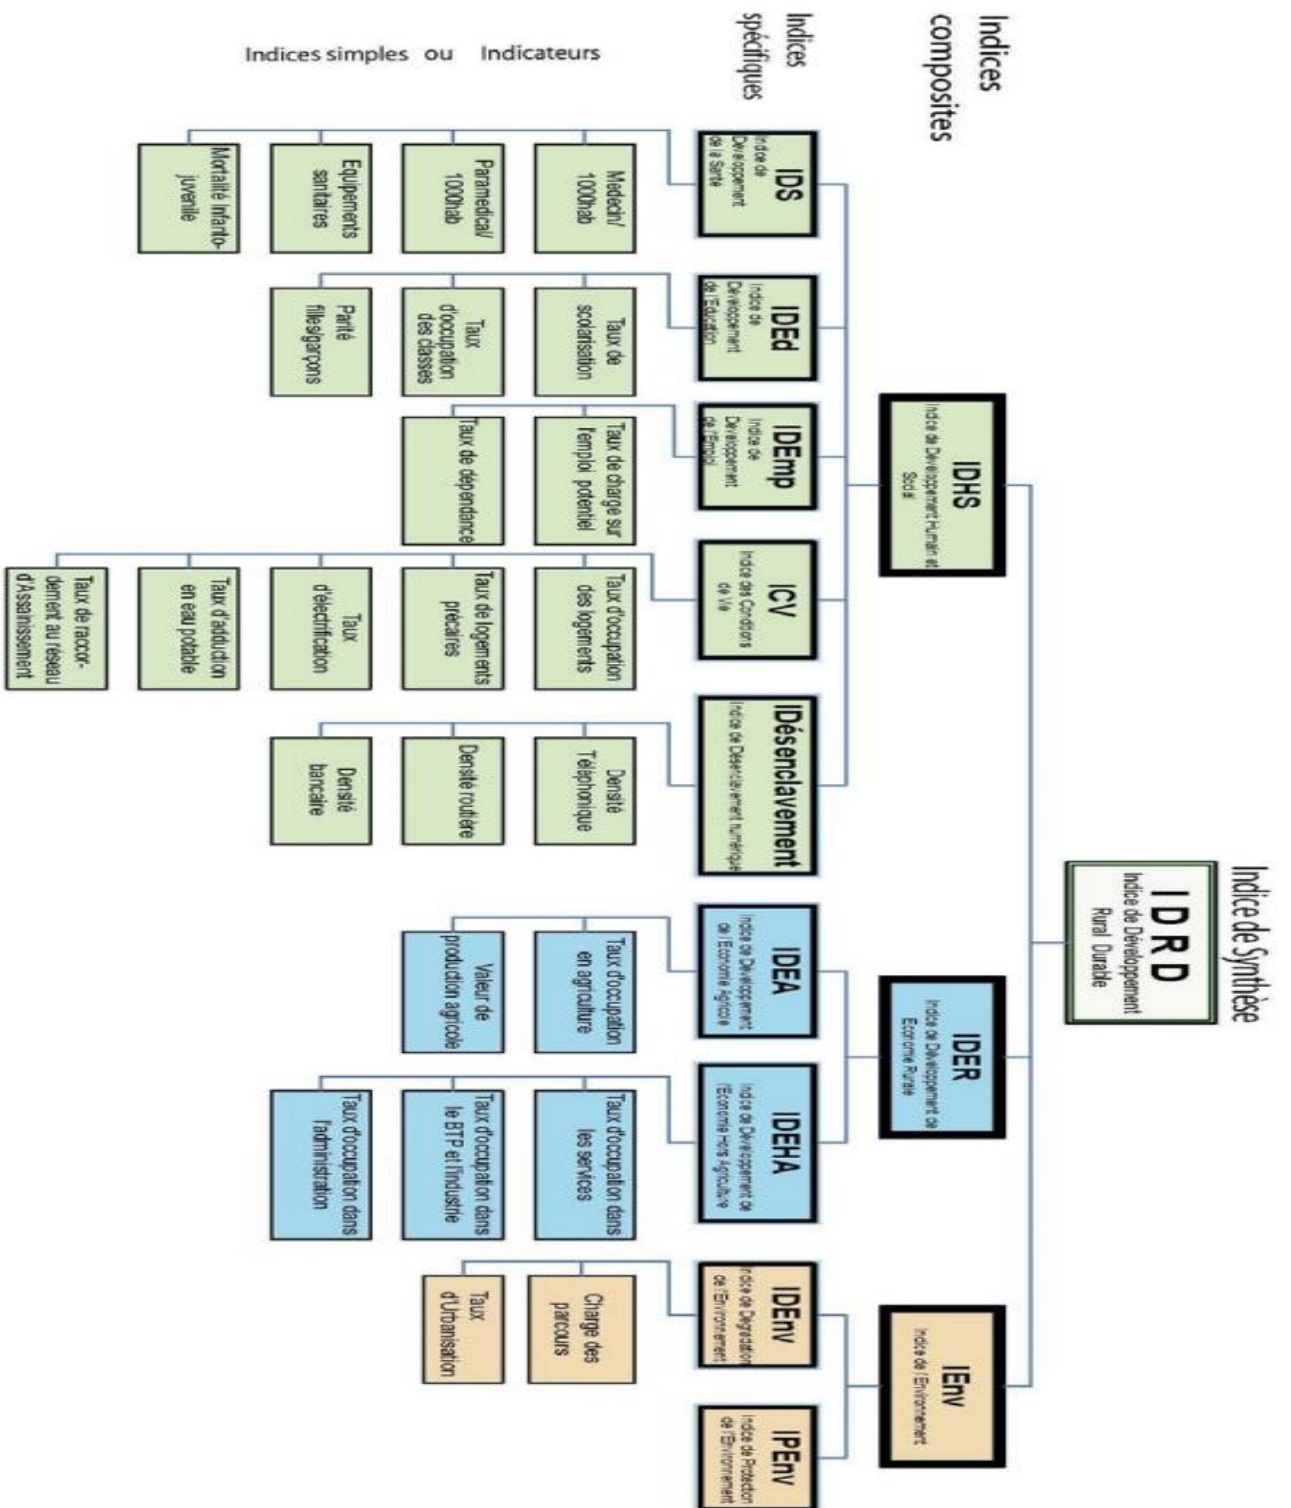 Indice de Synthèse
I D R D
Indice de Développement
Rural Durable
Indices
composites
IDHS
Indice de Développement Humain et
Social
IDER
Indice de Développement de
Economie Rurale
IEnv
Indice de l'Environnement
Indices
spécifiques
IDS
Indice de
Développement
de la Santé
IDEd
Indice de
Développement
de l'Education
IDEmp
Indice de
Développement
de l'Emploi
ICV
Indice des Conditions
de Vie
IDésenclavement
Indice de Désenclavement numérique
IDEA
Indice de Développement
de l'Economie Agricole
IDEHA
Indice de Développement de
l'Economie Hors Agriculture
IDEnv
Indice de Dégradation
de l'Environnement
IPEnv
Indice de Protection
de l'Environnement
Indices simples ou Indicateurs
Medecin/
1000hab
Paramedical/
1000hab
Equipements
sanitaires
Mortalité Infanto-
juvenile
Taux de
scolarisation
Taux
d'occupation
des classes
Parité
filles/garçons
Taux de charge sur
l'emploi potentiel
Taux de dépendance
Taux d'occupation
des logements
Taux de logements
précaires
Taux
d'électrification
Taux d'adduction
en eau potable
Taux de raccor-
dement au réseau
d'Assainissement
Densité
Téléphonique
Densité routière
Densité
bancaire
Taux d'occupation
en agriculture
Valeur de
production agricole
Taux d'occupation dans
les services
Taux d'occupation dans
le BTP et l'industrie
Taux d'occupation dans
l'administration
Charge des
parcours
Taux
d'Urbanisation